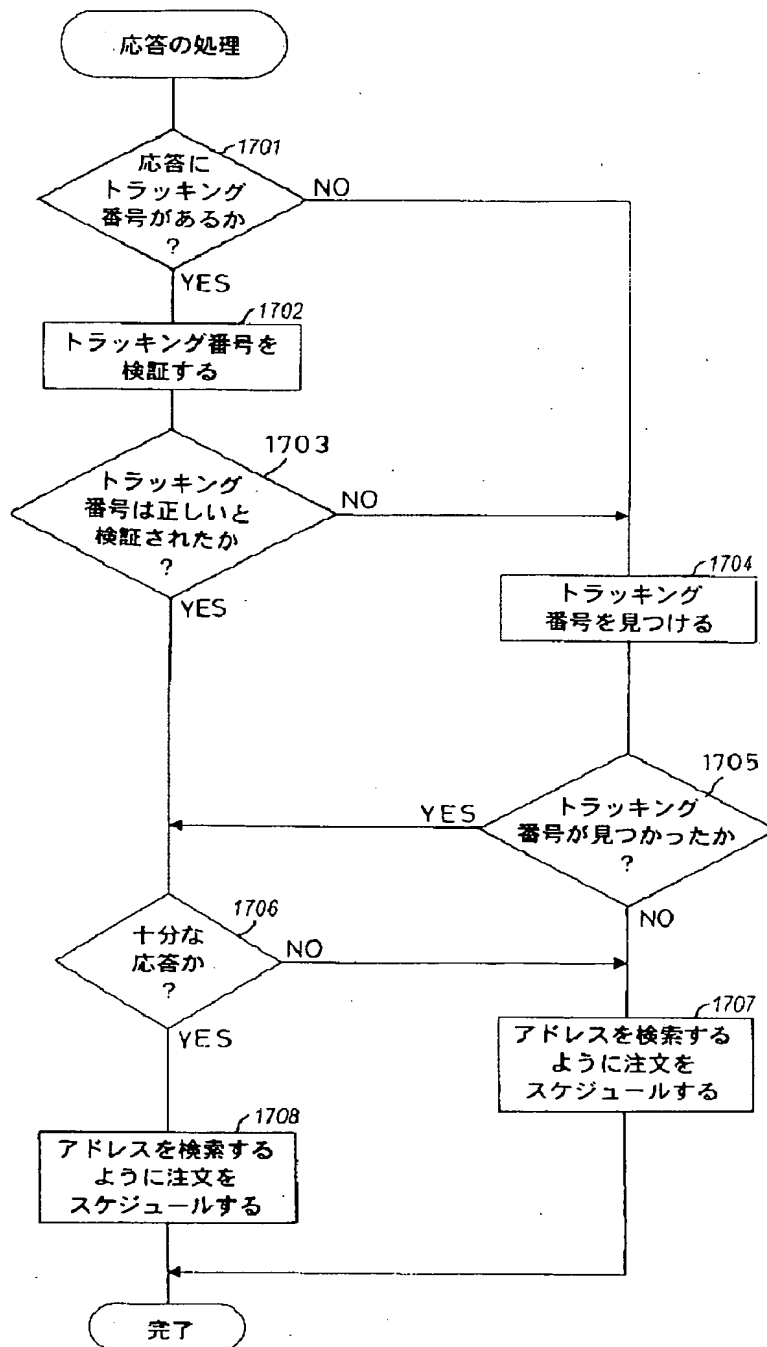 応答の処理
1701
応答に
トラッキング
番号があるか
?
NO
YES
1702
トラッキング番号を
検証する
1703
トラッキング
番号は正しいと
検証されたか
?
NO
YES
1704
トラッキング
番号を見つける
1705
トラッキング
番号が見つかったか
?
YES
NO
1706
十分な
応答か
?
NO
YES
1707
アドレスを検索する
ように注文を
スケジュールする
1708
アドレスを検索する
ように注文を
スケジュールする
完了